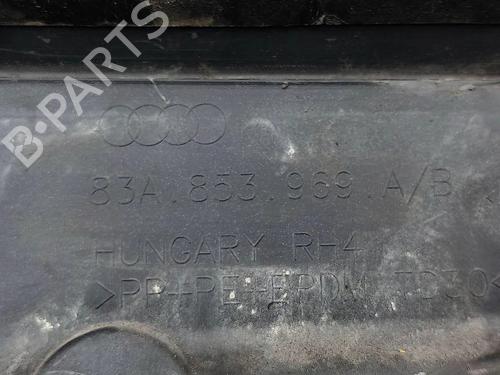 B-PARTS
83A.853.969.A/B
HUNGARY RH4
>PP+PE+EPDM TD30<